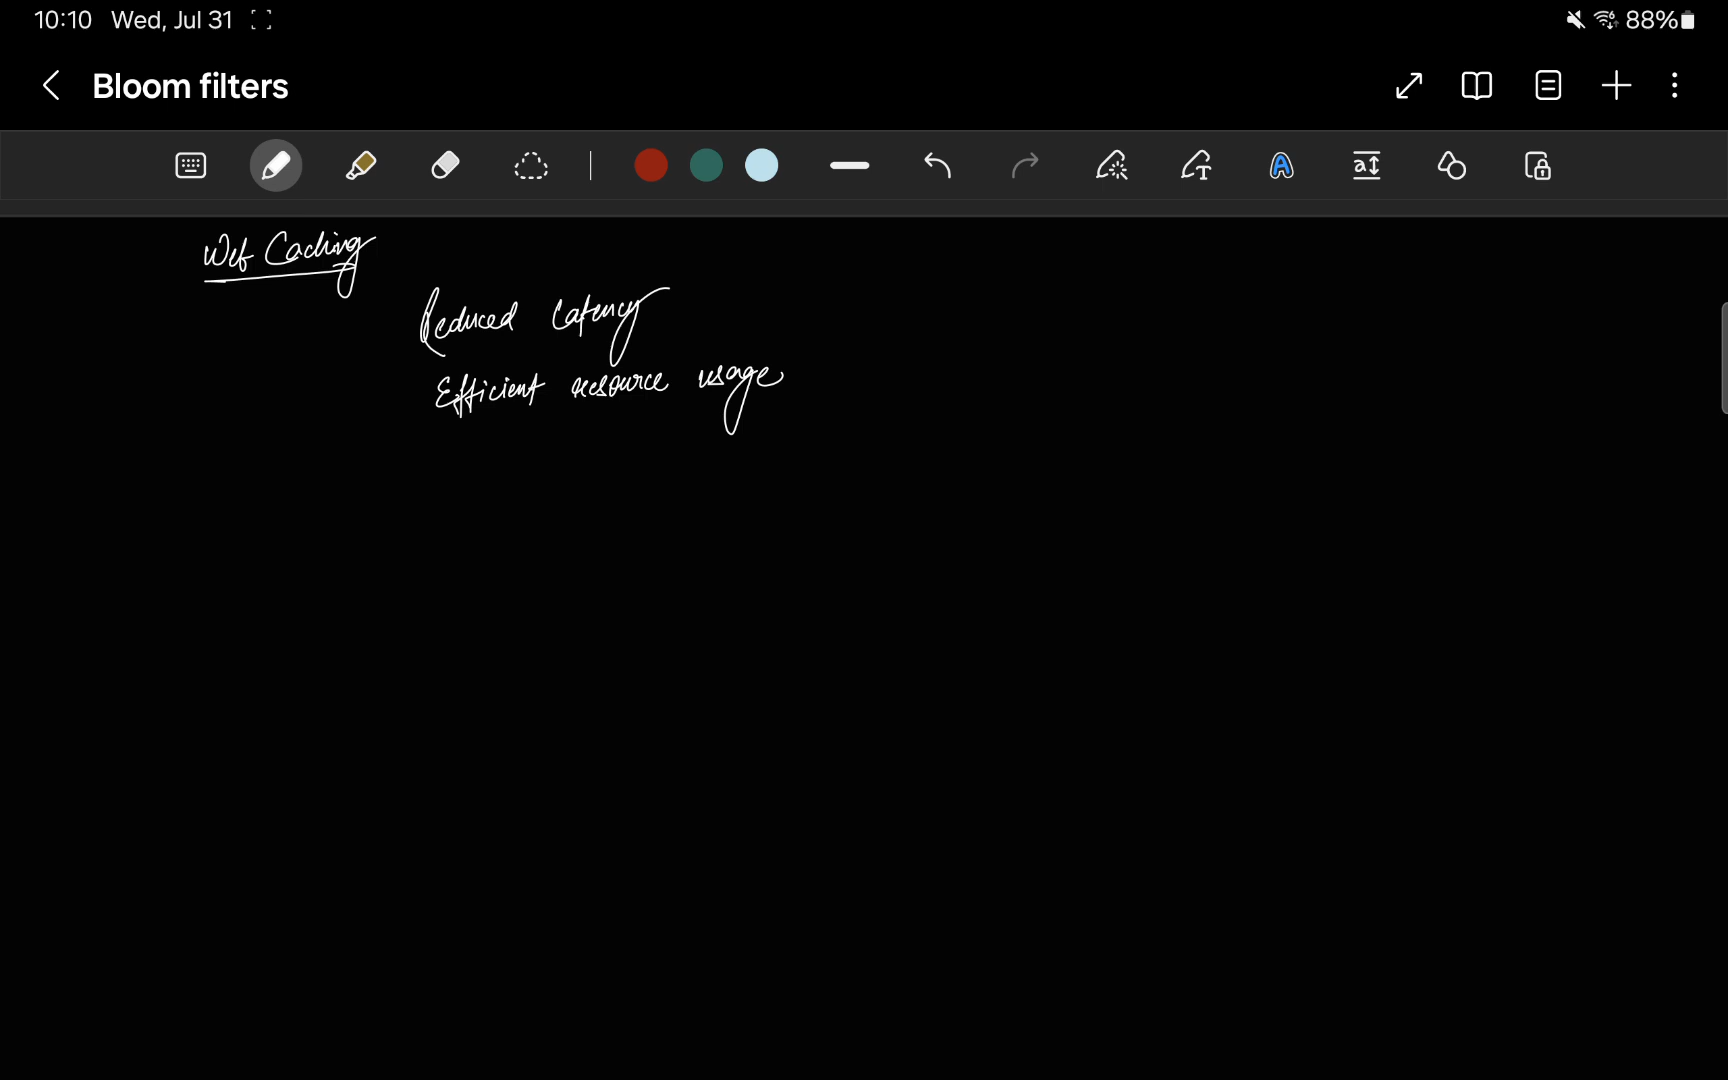 10:10 Wed, Jul 31 88%
Bloom filters
Web Caching
Reduced Latency
Efficient resource usage